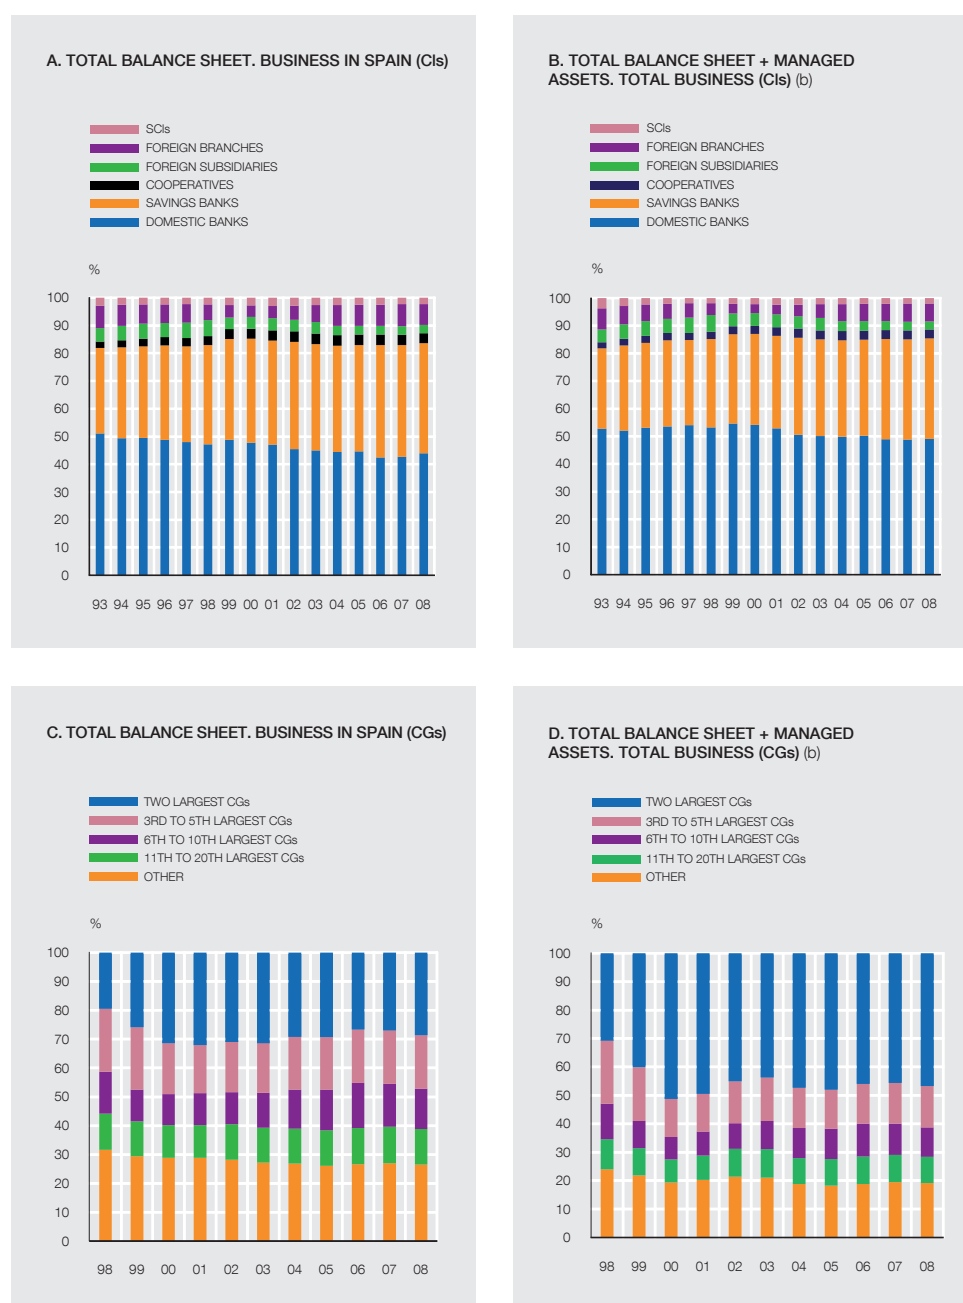 A. TOTAL BALANCE SHEET. BUSINESS IN SPAIN (CIs)
SCIs
FOREIGN BRANCHES
FOREIGN SUBSIDIARIES
COOPERATIVES
SAVINGS BANKS
DOMESTIC BANKS
%
100
90
80
70
60
50
40
30
20
10
0
93 94 95 96 97 98 99 00 01 02 03 04 05 06 07 08
B. TOTAL BALANCE SHEET + MANAGED
ASSETS. TOTAL BUSINESS (CIs) (b)
SCIs
FOREIGN BRANCHES
FOREIGN SUBSIDIARIES
COOPERATIVES
SAVINGS BANKS
DOMESTIC BANKS
%
100
90
80
70
60
50
40
30
20
10
0
93 94 95 96 97 98 99 00 01 02 03 04 05 06 07 08
C. TOTAL BALANCE SHEET. BUSINESS IN SPAIN (CGs)
TWO LARGEST CGs
3RD TO 5TH LARGEST CGs
6TH TO 10TH LARGEST CGs
11TH TO 20TH LARGEST CGs
OTHER
%
100
90
80
70
60
50
40
30
20
10
0
98 99 00 01 02 03 04 05 06 07 08
D. TOTAL BALANCE SHEET + MANAGED
ASSETS. TOTAL BUSINESS (CGs) (b)
TWO LARGEST CGs
3RD TO 5TH LARGEST CGs
6TH TO 10TH LARGEST CGs
11TH TO 20TH LARGEST CGs
OTHER
%
100
90
80
70
60
50
40
30
20
10
0
98 99 00 01 02 03 04 05 06 07 08